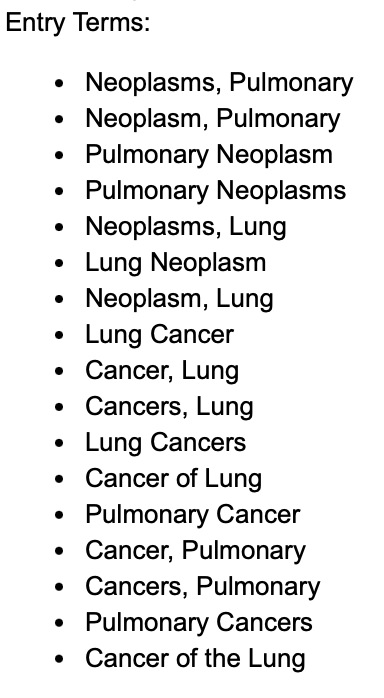 Entry Terms:
• Neoplasms, Pulmonary
• Neoplasm, Pulmonary
• Pulmonary Neoplasm
• Pulmonary Neoplasms
• Neoplasms, Lung
• Lung Neoplasm
• Neoplasm, Lung
• Lung Cancer
• Cancer, Lung
• Cancers, Lung
• Lung Cancers
• Cancer of Lung
• Pulmonary Cancer
• Cancer, Pulmonary
• Cancers, Pulmonary
• Pulmonary Cancers
• Cancer of the Lung